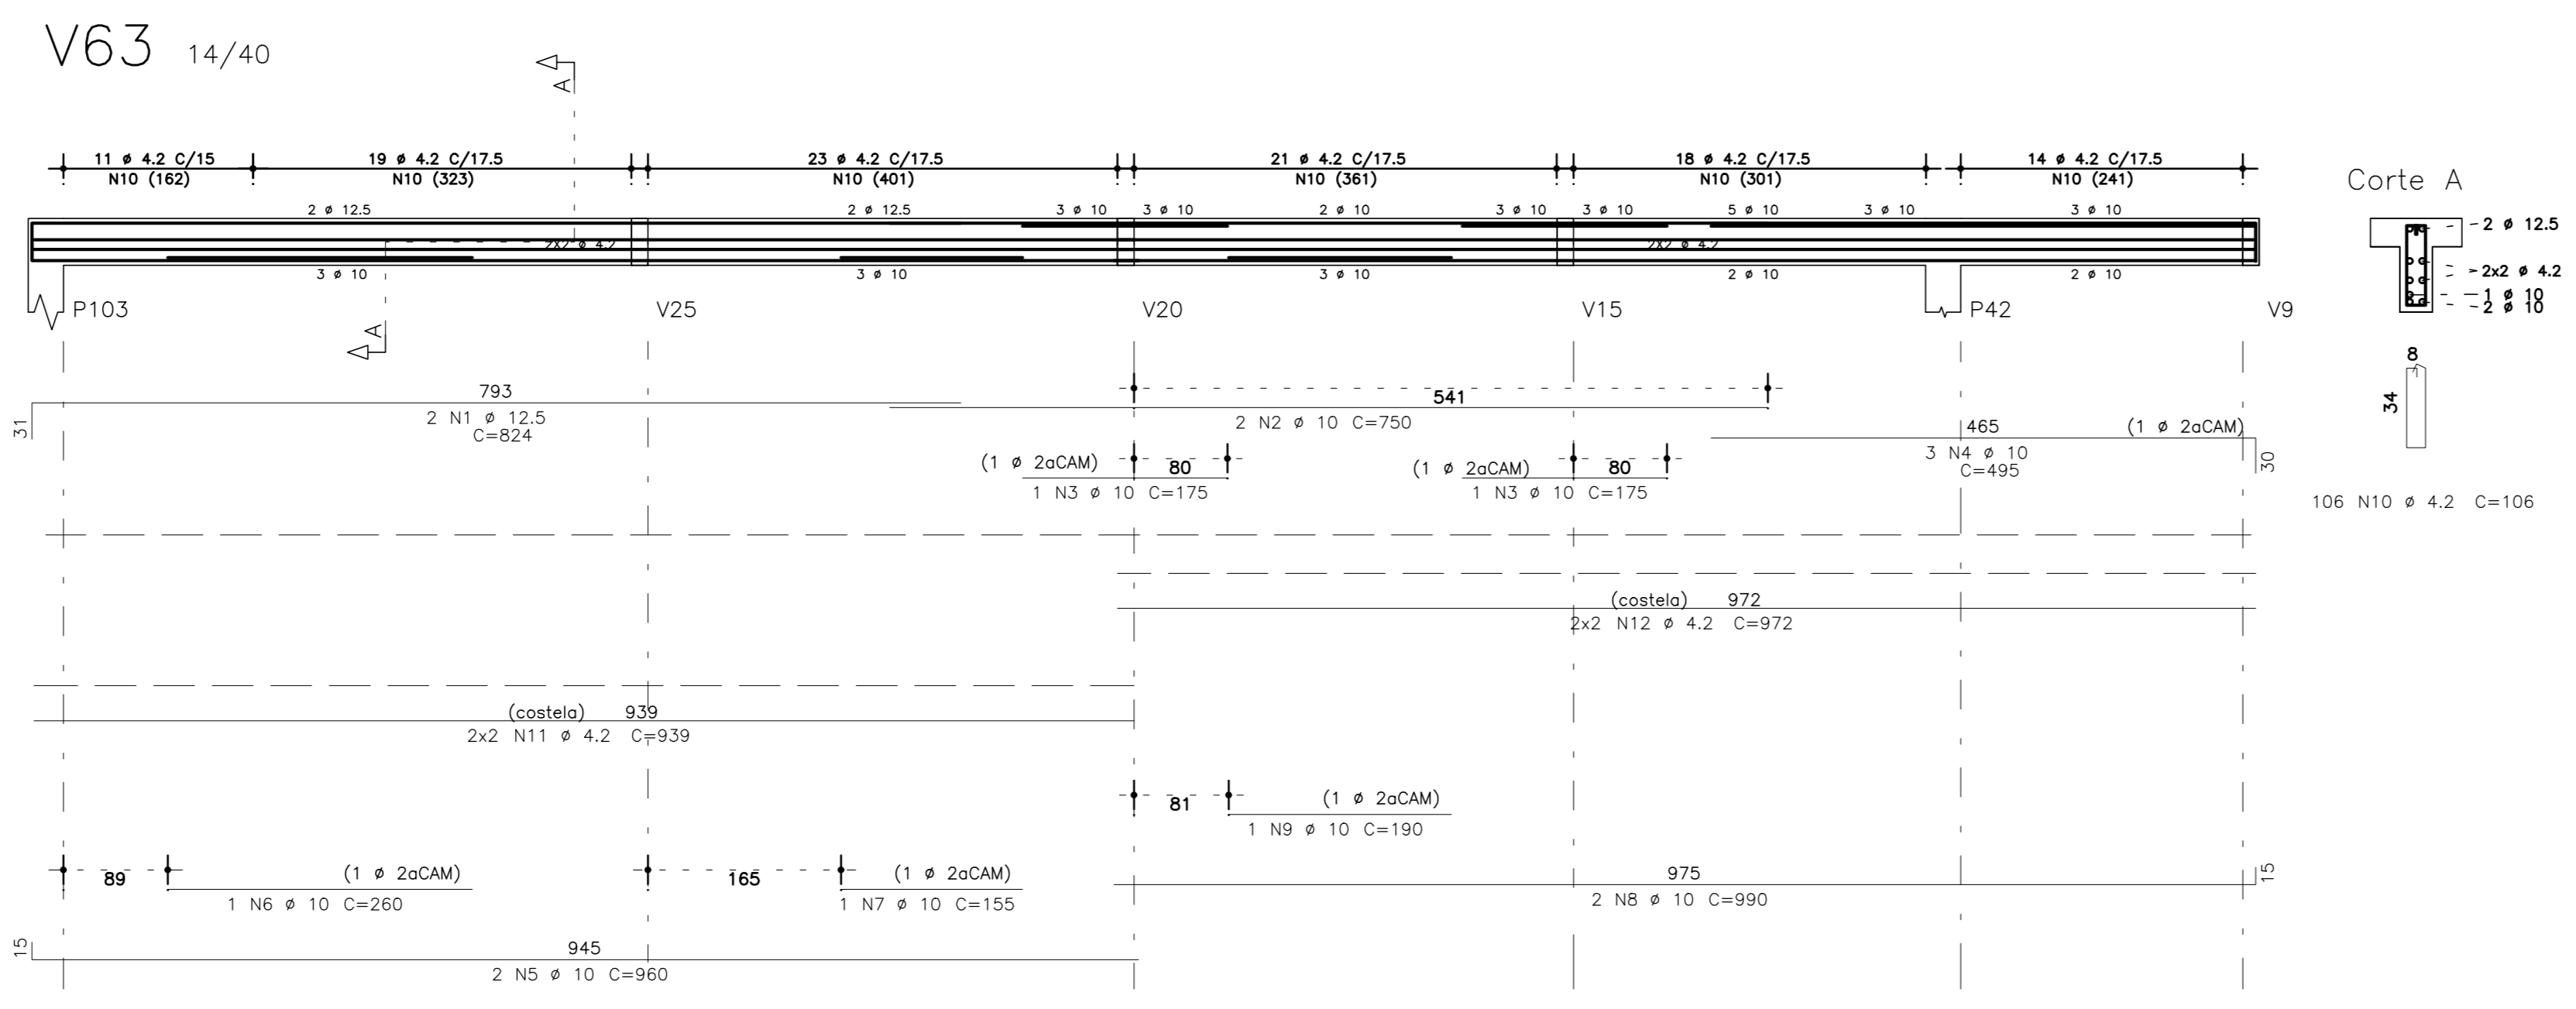 V63 14/40
A
11 ø 4.2 C/15 19 ø 4.2 C/17.5 23 ø 4.2 C/17.5 21 ø 4.2 C/17.5 18 ø 4.2 C/17.5 14 ø 4.2 C/17.5
N10 (162) N10 (323) N10 (401) N10 (361) N10 (301) N10 (241)
Corte A
2 ø 12.5 2 ø 12.5 3 ø 10 3 ø 10 2 ø 10 3 ø 10 3 ø 10 5 ø 10 3 ø 10 3 ø 10
2 ø 12.5
2x2 ø 4.2 2x2 ø 4.2
2x2 ø 4.2
3 ø 10 3 ø 10 3 ø 10 2 ø 10 2 ø 10
1 ø 10
2 ø 10
P103 V25 V20 V15 P42 V9
A
8
34
793
31
2 N1 ø 12.5
C=824
541
2 N2 ø 10 C=750
465 (1 ø 2aCAM)
3 N4 ø 10
C=495
30
(1 ø 2aCAM) 80 (1 ø 2aCAM) 80
1 N3 ø 10 C=175 1 N3 ø 10 C=175
106 N10 ø 4.2 C=106
(costela) 972
2x2 N12 ø 4.2 C=972
(costela) 939
2x2 N11 ø 4.2 C=939
81 (1 ø 2aCAM)
1 N9 ø 10 C=190
89 (1 ø 2aCAM) 165 (1 ø 2aCAM)
1 N6 ø 10 C=260 1 N7 ø 10 C=155
975 15
2 N8 ø 10 C=990
15 945
2 N5 ø 10 C=960